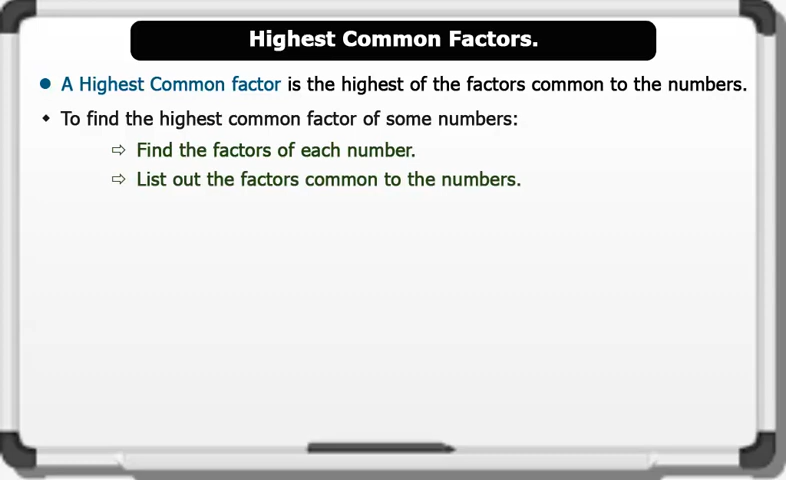 Highest Common Factors.
A Highest Common factor is the highest of the factors common to the numbers.
To find the highest common factor of some numbers:
⇨ Find the factors of each number.
⇨ List out the factors common to the numbers.